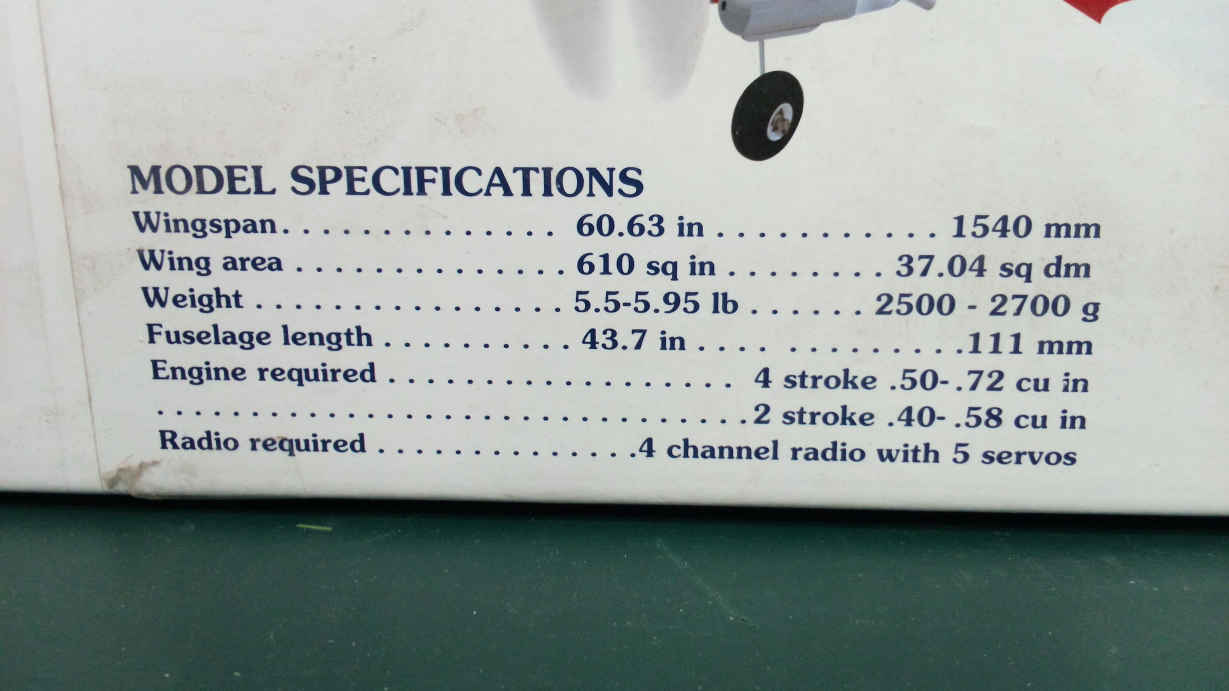 MODEL SPECIFICATIONS
Wingspan. . . . . . . . . . . . . . . 60.63 in . . . . . . . . . . . . 1540 mm
Wing area . . . . . . . . . . . . . . . 610 sq in . . . . . . . . 37.04 sq dm
Weight . . . . . . . . . . . . . . . . . 5.5-5.95 lb . . . . . . 2500 - 2700 g
Fuselage length . . . . . . . . . . 43.7 in . . . . . . . . . . . . .111 mm
Engine required . . . . . . . . . . . . . . . . . . . 4 stroke .50- .72 cu in
. . . . . . . . . . . . . . . . . . . . . . . . . . . . . . . .2 stroke .40- .58 cu in
Radio required . . . . . . . . . . . . . .4 channel radio with 5 servos